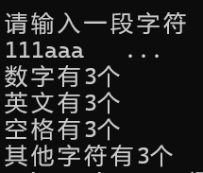 请输入一段字符
111aaa   ...
数字有3个
英文有3个
空格有3个
其他字符有3个